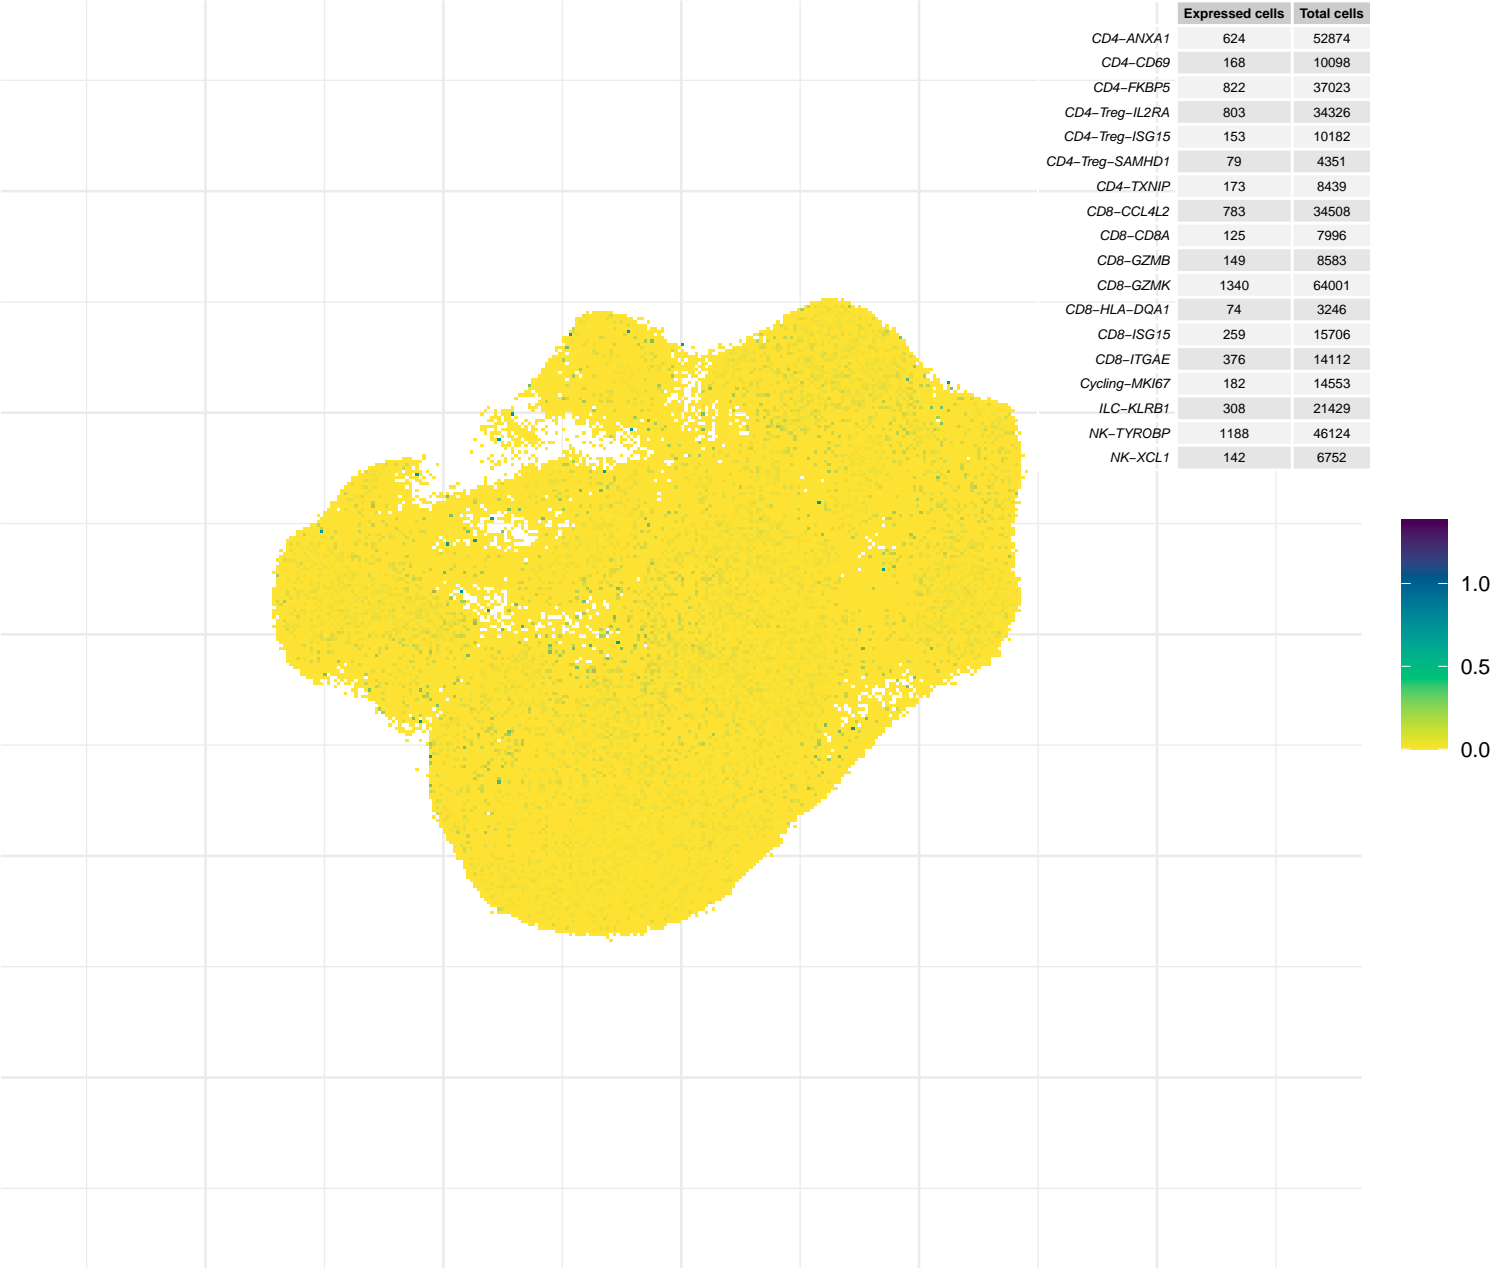 Expressed cells Total cells
CD4−ANXA1 624 52874
CD4−CD69 168 10098
CD4−FKBP5 822 37023
CD4−Treg−IL2RA 803 34326
CD4−Treg−ISG15 153 10182
CD4−Treg−SAMHD1 79 4351
CD4−TXNIP 173 8439
CD8−CCL4L2 783 34508
CD8−CD8A 125 7996
CD8−GZMB 149 8583
CD8−GZMK 1340 64001
CD8−HLA−DQA1 74 3246
CD8−ISG15 259 15706
CD8−ITGAE 376 14112
Cycling−MKI67 182 14553
ILC−KLRB1 308 21429
NK−TYROBP 1188 46124
NK−XCL1 142 6752
1.0
0.5
0.0